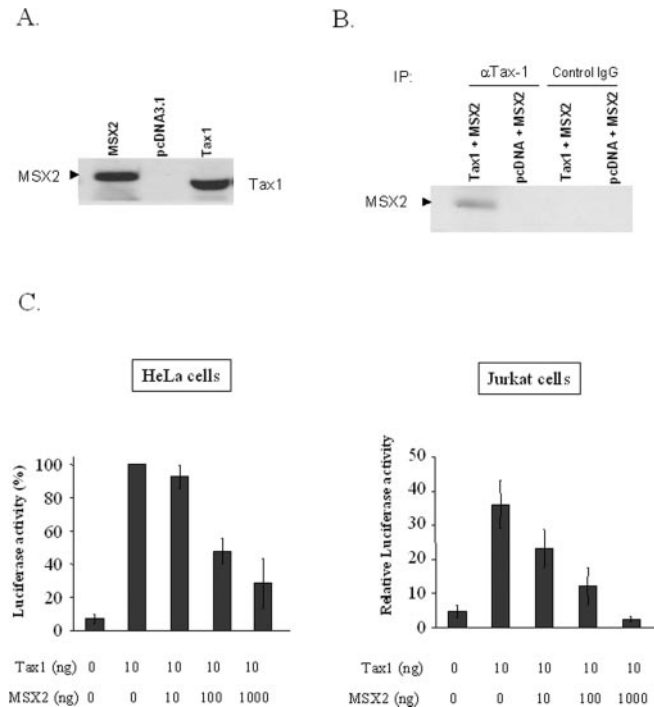 A.
MSX2
pcDNA3.1
Tax1
MSX2
Tax1
B.
IP:
αTax-1
Control IgG
Tax1 + MSX2
pcDNA + MSX2
Tax1 + MSX2
pcDNA + MSX2
MSX2
C.
HeLa cells
Luciferase activity (%)
100
80
60
40
20
0
Tax1 (ng) 0 10 10 10 10
MSX2 (ng) 0 0 10 100 1000
Jurkat cells
Relative Luciferase activity
50
40
30
20
10
0
Tax1 (ng) 0 10 10 10 10
MSX2 (ng) 0 0 10 100 1000